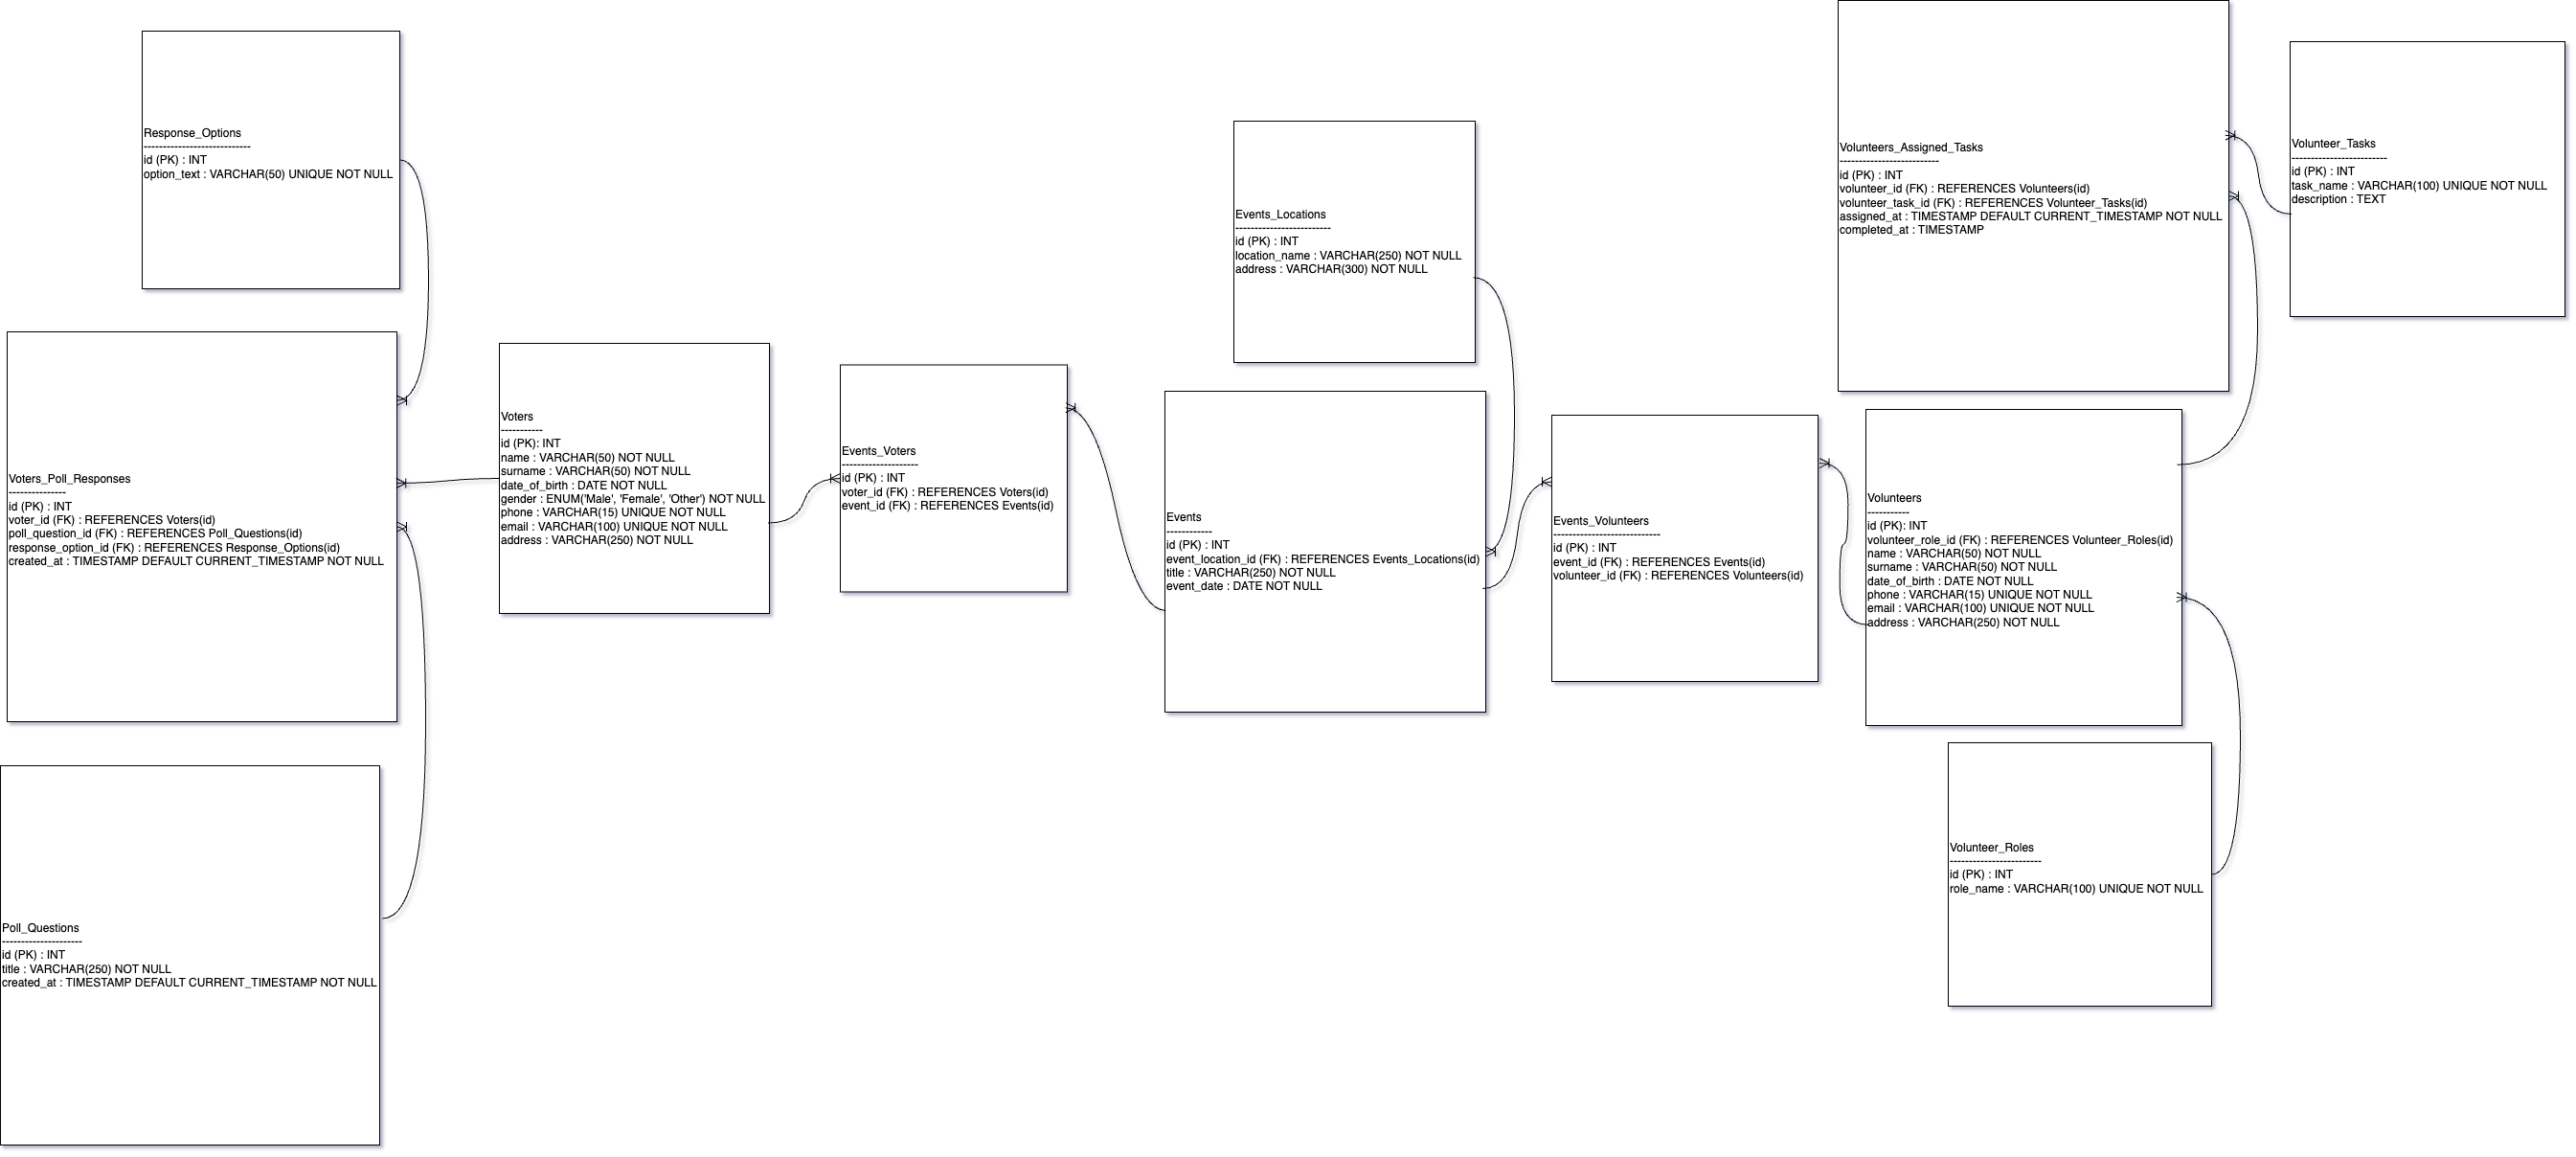 Response_Options
----------------------------
id (PK) : INT
option_text : VARCHAR(50) UNIQUE NOT NULL
Voters_Poll_Responses
---------------
id (PK) : INT
voter_id (FK) : REFERENCES Voters(id)
poll_question_id (FK) : REFERENCES Poll_Questions(id)
response_option_id (FK) : REFERENCES Response_Options(id)
created_at : TIMESTAMP DEFAULT CURRENT_TIMESTAMP NOT NULL
Poll_Questions
---------------------
id (PK) : INT
title : VARCHAR(250) NOT NULL
created_at : TIMESTAMP DEFAULT CURRENT_TIMESTAMP NOT NULL
Voters
-----------
id (PK): INT
name : VARCHAR(50) NOT NULL
surname : VARCHAR(50) NOT NULL
date_of_birth : DATE NOT NULL
gender : ENUM('Male', 'Female', 'Other') NOT NULL
phone : VARCHAR(15) UNIQUE NOT NULL
email : VARCHAR(100) UNIQUE NOT NULL
address : VARCHAR(250) NOT NULL
Events_Voters
--------------------
id (PK) : INT
voter_id (FK) : REFERENCES Voters(id)
event_id (FK) : REFERENCES Events(id)
Events_Locations
-------------------------
id (PK) : INT
location_name : VARCHAR(250) NOT NULL
address : VARCHAR(300) NOT NULL
Events
------------
id (PK) : INT
event_location_id (FK) : REFERENCES Events_Locations(id)
title : VARCHAR(250) NOT NULL
event_date : DATE NOT NULL
Events_Volunteers
----------------------------
id (PK) : INT
event_id (FK) : REFERENCES Events(id)
volunteer_id (FK) : REFERENCES Volunteers(id)
Volunteers_Assigned_Tasks
--------------------------
id (PK) : INT
volunteer_id (FK) : REFERENCES Volunteers(id)
volunteer_task_id (FK) : REFERENCES Volunteer_Tasks(id)
assigned_at : TIMESTAMP DEFAULT CURRENT_TIMESTAMP NOT NULL
completed_at : TIMESTAMP
Volunteer_Tasks
-------------------------
id (PK) : INT
task_name : VARCHAR(100) UNIQUE NOT NULL
description : TEXT
Volunteers
-----------
id (PK): INT
volunteer_role_id (FK) : REFERENCES Volunteer_Roles(id)
name : VARCHAR(50) NOT NULL
surname : VARCHAR(50) NOT NULL
date_of_birth : DATE NOT NULL
phone : VARCHAR(15) UNIQUE NOT NULL
email : VARCHAR(100) UNIQUE NOT NULL
address : VARCHAR(250) NOT NULL
Volunteer_Roles
------------------------
id (PK) : INT
role_name : VARCHAR(100) UNIQUE NOT NULL